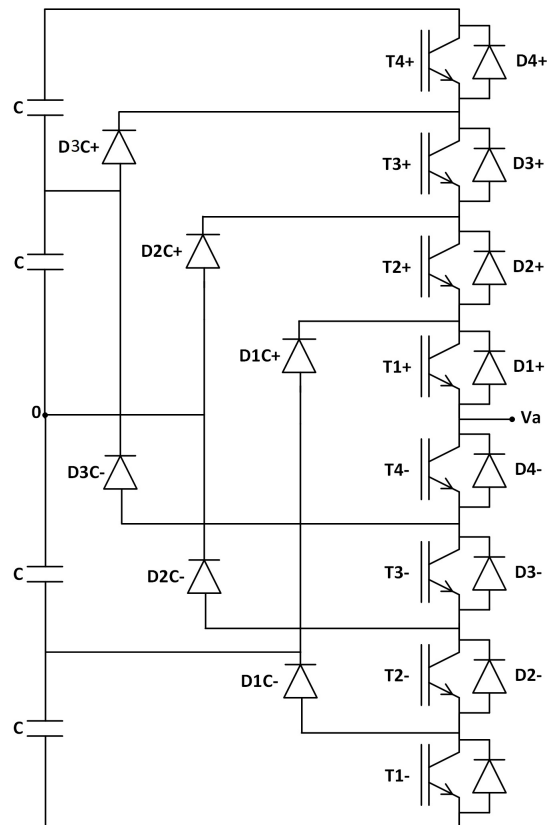 T4+
D4+
C
D3C+
T3+
D3+
D2C+
C
T2+
D2+
D1C+
T1+
D1+
0
Va
D3C-
T4-
D4-
C
D2C-
T3-
D3-
D1C-
T2-
D2-
C
T1-